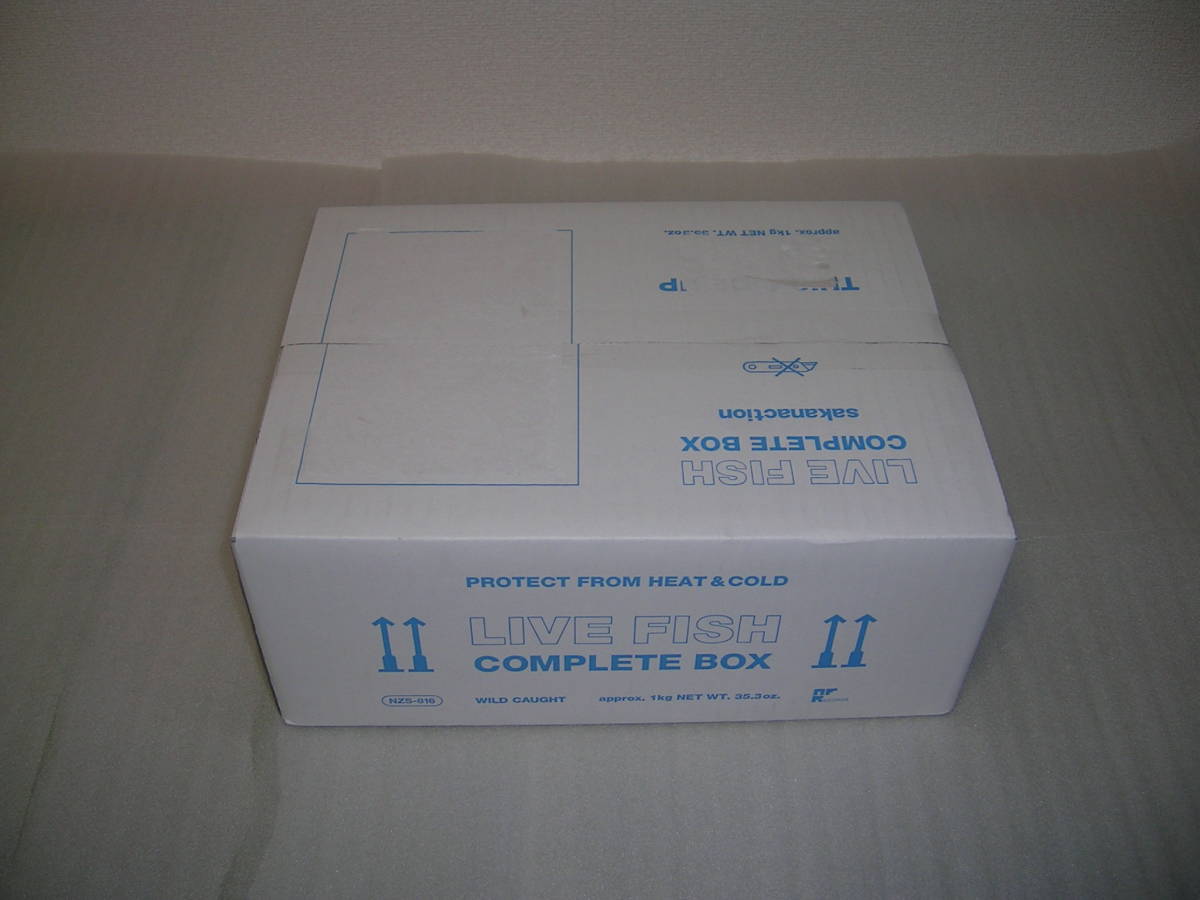 approx. 1kg NET WT. 35.3oz.
sakanaction
COMPLETE BOX
LIVE FISH
PROTECT FROM HEAT & COLD
LIVE FISH
COMPLETE BOX
NZS-816
WILD CAUGHT
approx. 1kg NET WT. 35.3oz.